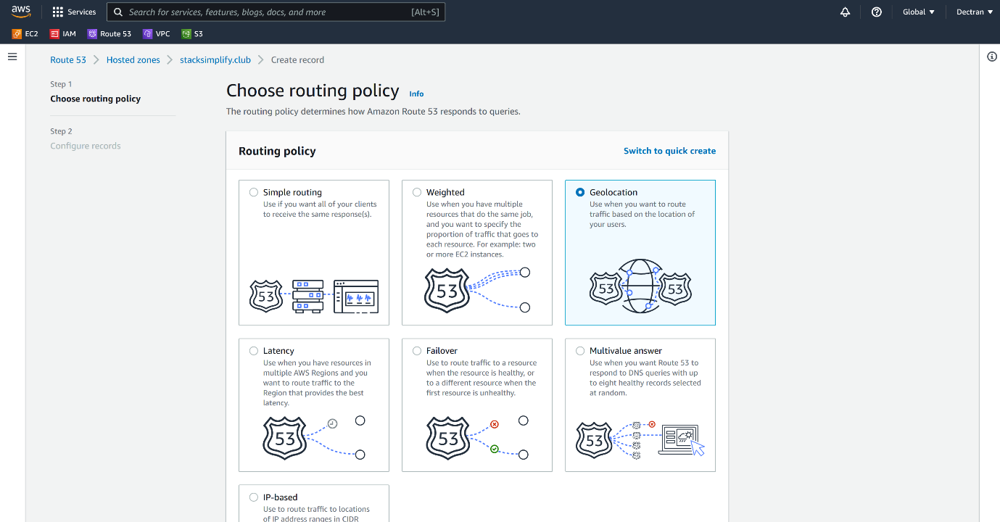 aws
Services
Search for services, features, blogs, docs, and more
[Alt+S]
Global
Dectran
EC2
IAM
Route 53
VPC
S3
Route 53
Hosted zones
stacksimplify.club
Create record
Step 1
Choose routing policy
Step 2
Configure records
Choose routing policy
Info
The routing policy determines how Amazon Route 53 responds to queries.
Routing policy
Switch to quick create
Simple routing
Use if you want all of your clients
to receive the same response(s).
53
Weighted
Use when you have multiple
resources that do the same job,
and you want to specify the
proportion of traffic that goes to
each resource. For example: two
or more EC2 instances.
53
Geolocation
Use when you want to route
traffic based on the location of
your users.
53
53
Latency
Use when you have resources in
multiple AWS Regions and you
want to route traffic to the
Region that provides the best
latency.
53
Failover
Use to route traffic to a resource
when the resource is healthy, or
to a different resource when the
first resource is unhealthy.
53
Multivalue answer
Use when you want Route 53 to
respond to DNS queries with up
to eight healthy records selected
at random.
53
IP-based
Use to route traffic to locations
of IP address ranges in CIDR